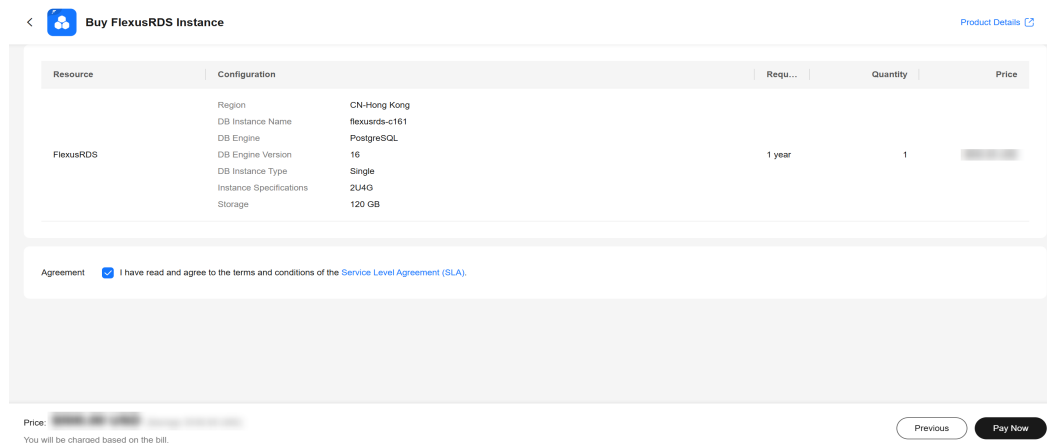 Buy FlexusRDS Instance
Product Details
Resource Configuration Requ... Quantity Price
Region CN-Hong Kong
DB Instance Name flexusrds-c161
DB Engine PostgreSQL
FlexusRDS DB Engine Version 16 1 year 1
DB Instance Type Single
Instance Specifications 2U4G
Storage 120 GB
Agreement I have read and agree to the terms and conditions of the Service Level Agreement (SLA).
Price:
You will be charged based on the bill.
Previous Pay Now